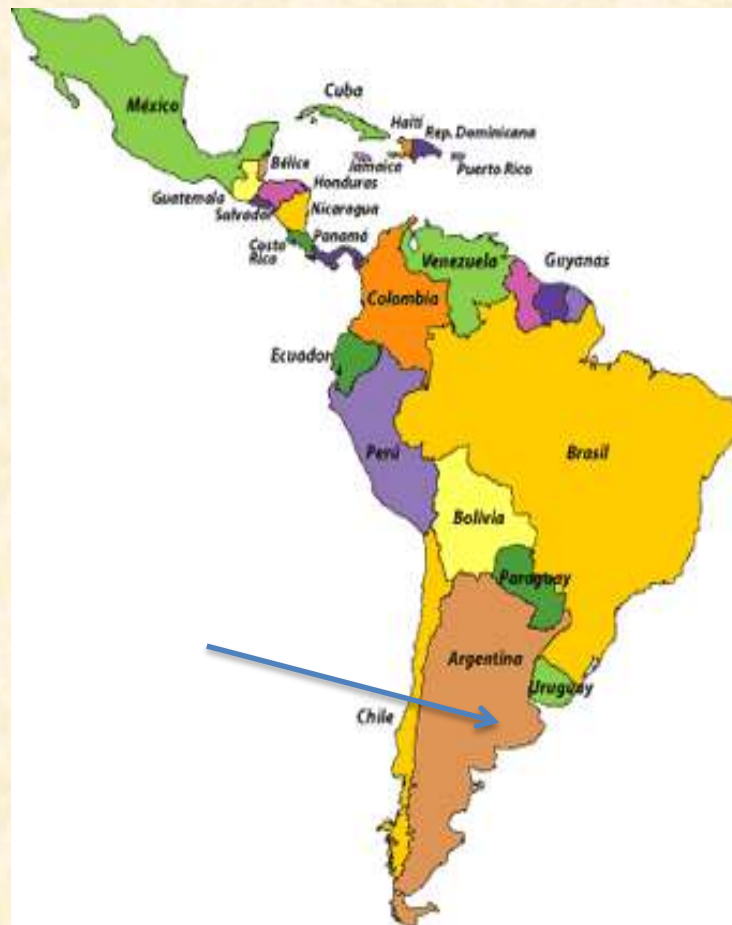 México
Cuba
Haití
Rep. Dominicana
Jamaica
Puerto Rico
Bélice
Guatemala
Honduras
Salvador
Nicaragua
Costa
Rica
Panamá
Venezuela
Guyanas
Colombia
Ecuador
Perú
Brasil
Bolivia
Paraguay
Argentina
Uruguay
Chile